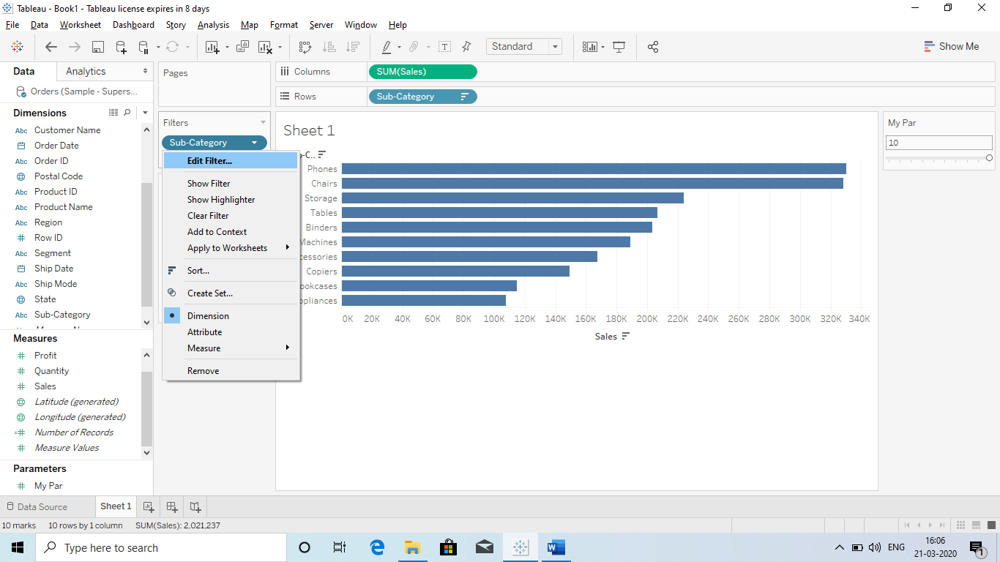 Tableau - Book1 - Tableau license expires in 8 days
File Data Worksheet Dashboard Story Analysis Map Format Server Window Help
Standard
Show Me
Data Analytics
Orders (Sample - Supers...
Dimensions
Abc Customer Name
Order Date
Abc Order ID
Postal Code
Abc Product ID
Abc Product Name
Abc Region
Row ID
Abc Segment
Ship Date
Abc Ship Mode
State
Abc Sub-Category
Measures
Profit
Quantity
Sales
Latitude (generated)
Longitude (generated)
Number of Records
Measure Values
Parameters
My Par
Pages
Filters
Sub-Category
Edit Filter...
Show Filter
Show Highlighter
Clear Filter
Add to Context
Apply to Worksheets
Sort...
Create Set...
Dimension
Attribute
Measure
Remove
Columns SUM(Sales)
Rows Sub-Category
Sheet 1
b-C..
Phones
Chairs
Storage
Tables
Binders
Machines
cessories
Copiers
ookcases
ppliances
0K 20K 40K 60K 80K 100K 120K 140K 160K 180K 200K 220K 240K 260K 280K 300K 320K 340K
Sales
My Par
10
Data Source Sheet 1
10 marks 10 rows by 1 column SUM(Sales): 2,021,237
Type here to search
ENG
16:06
21-03-2020
1